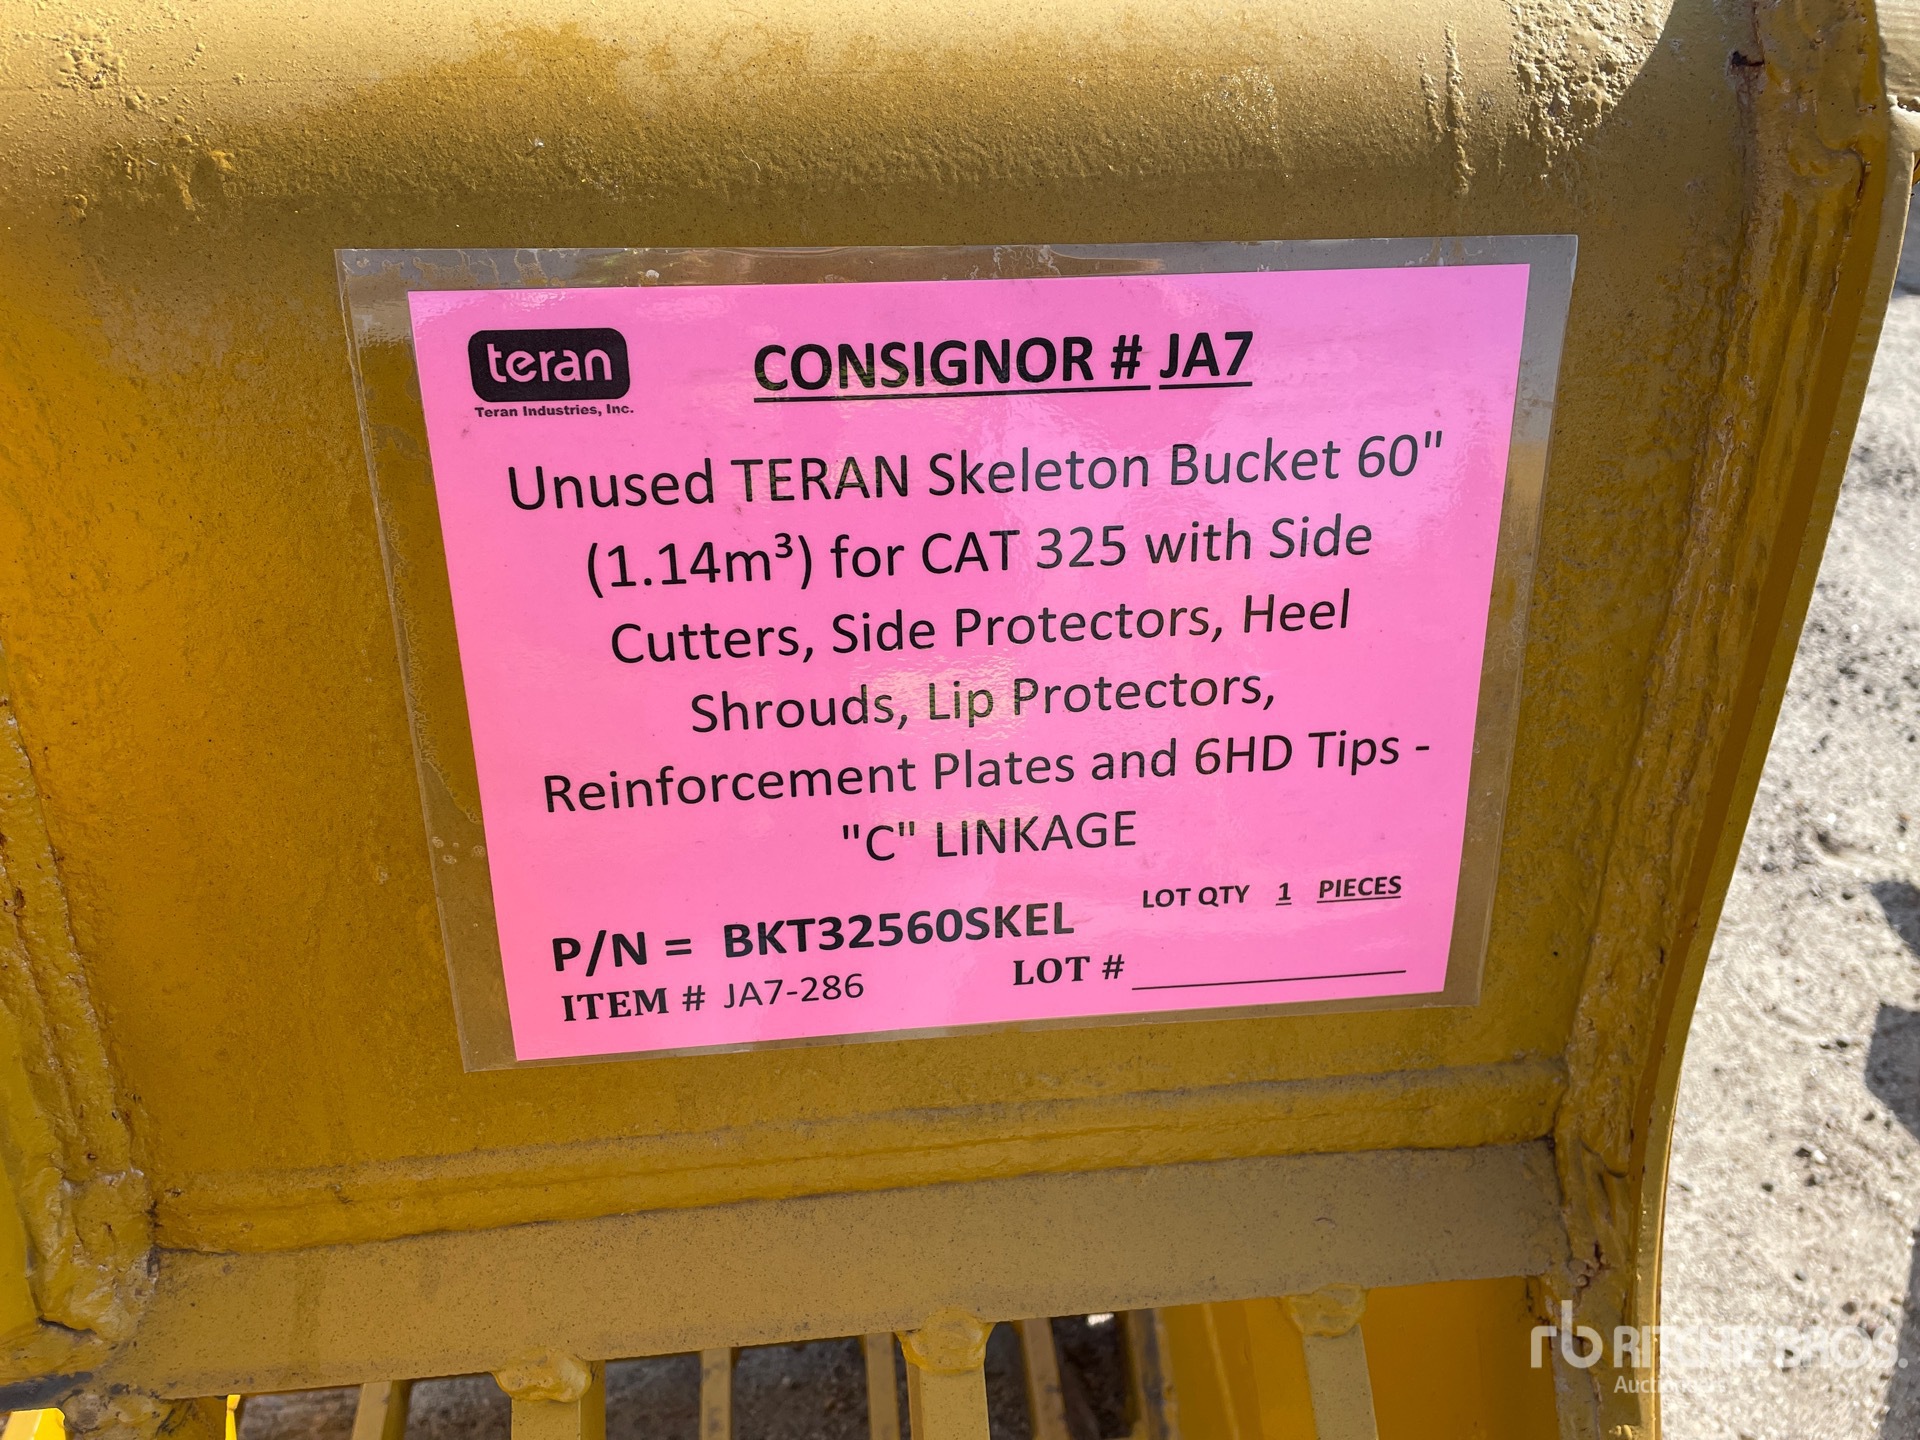 teran
Teran Industries, Inc.
CONSIGNOR # JA7
Unused TERAN Skeleton Bucket 60"
(1.14m³) for CAT 325 with Side
Cutters, Side Protectors, Heel
Shrouds, Lip Protectors,
Reinforcement Plates and 6HD Tips -
"C" LINKAGE
LOT QTY 1 PIECES
P/N = BKT32560SKEL
ITEM # JA7-286
LOT #
rb RITCHIE BROS.
Auctioneers